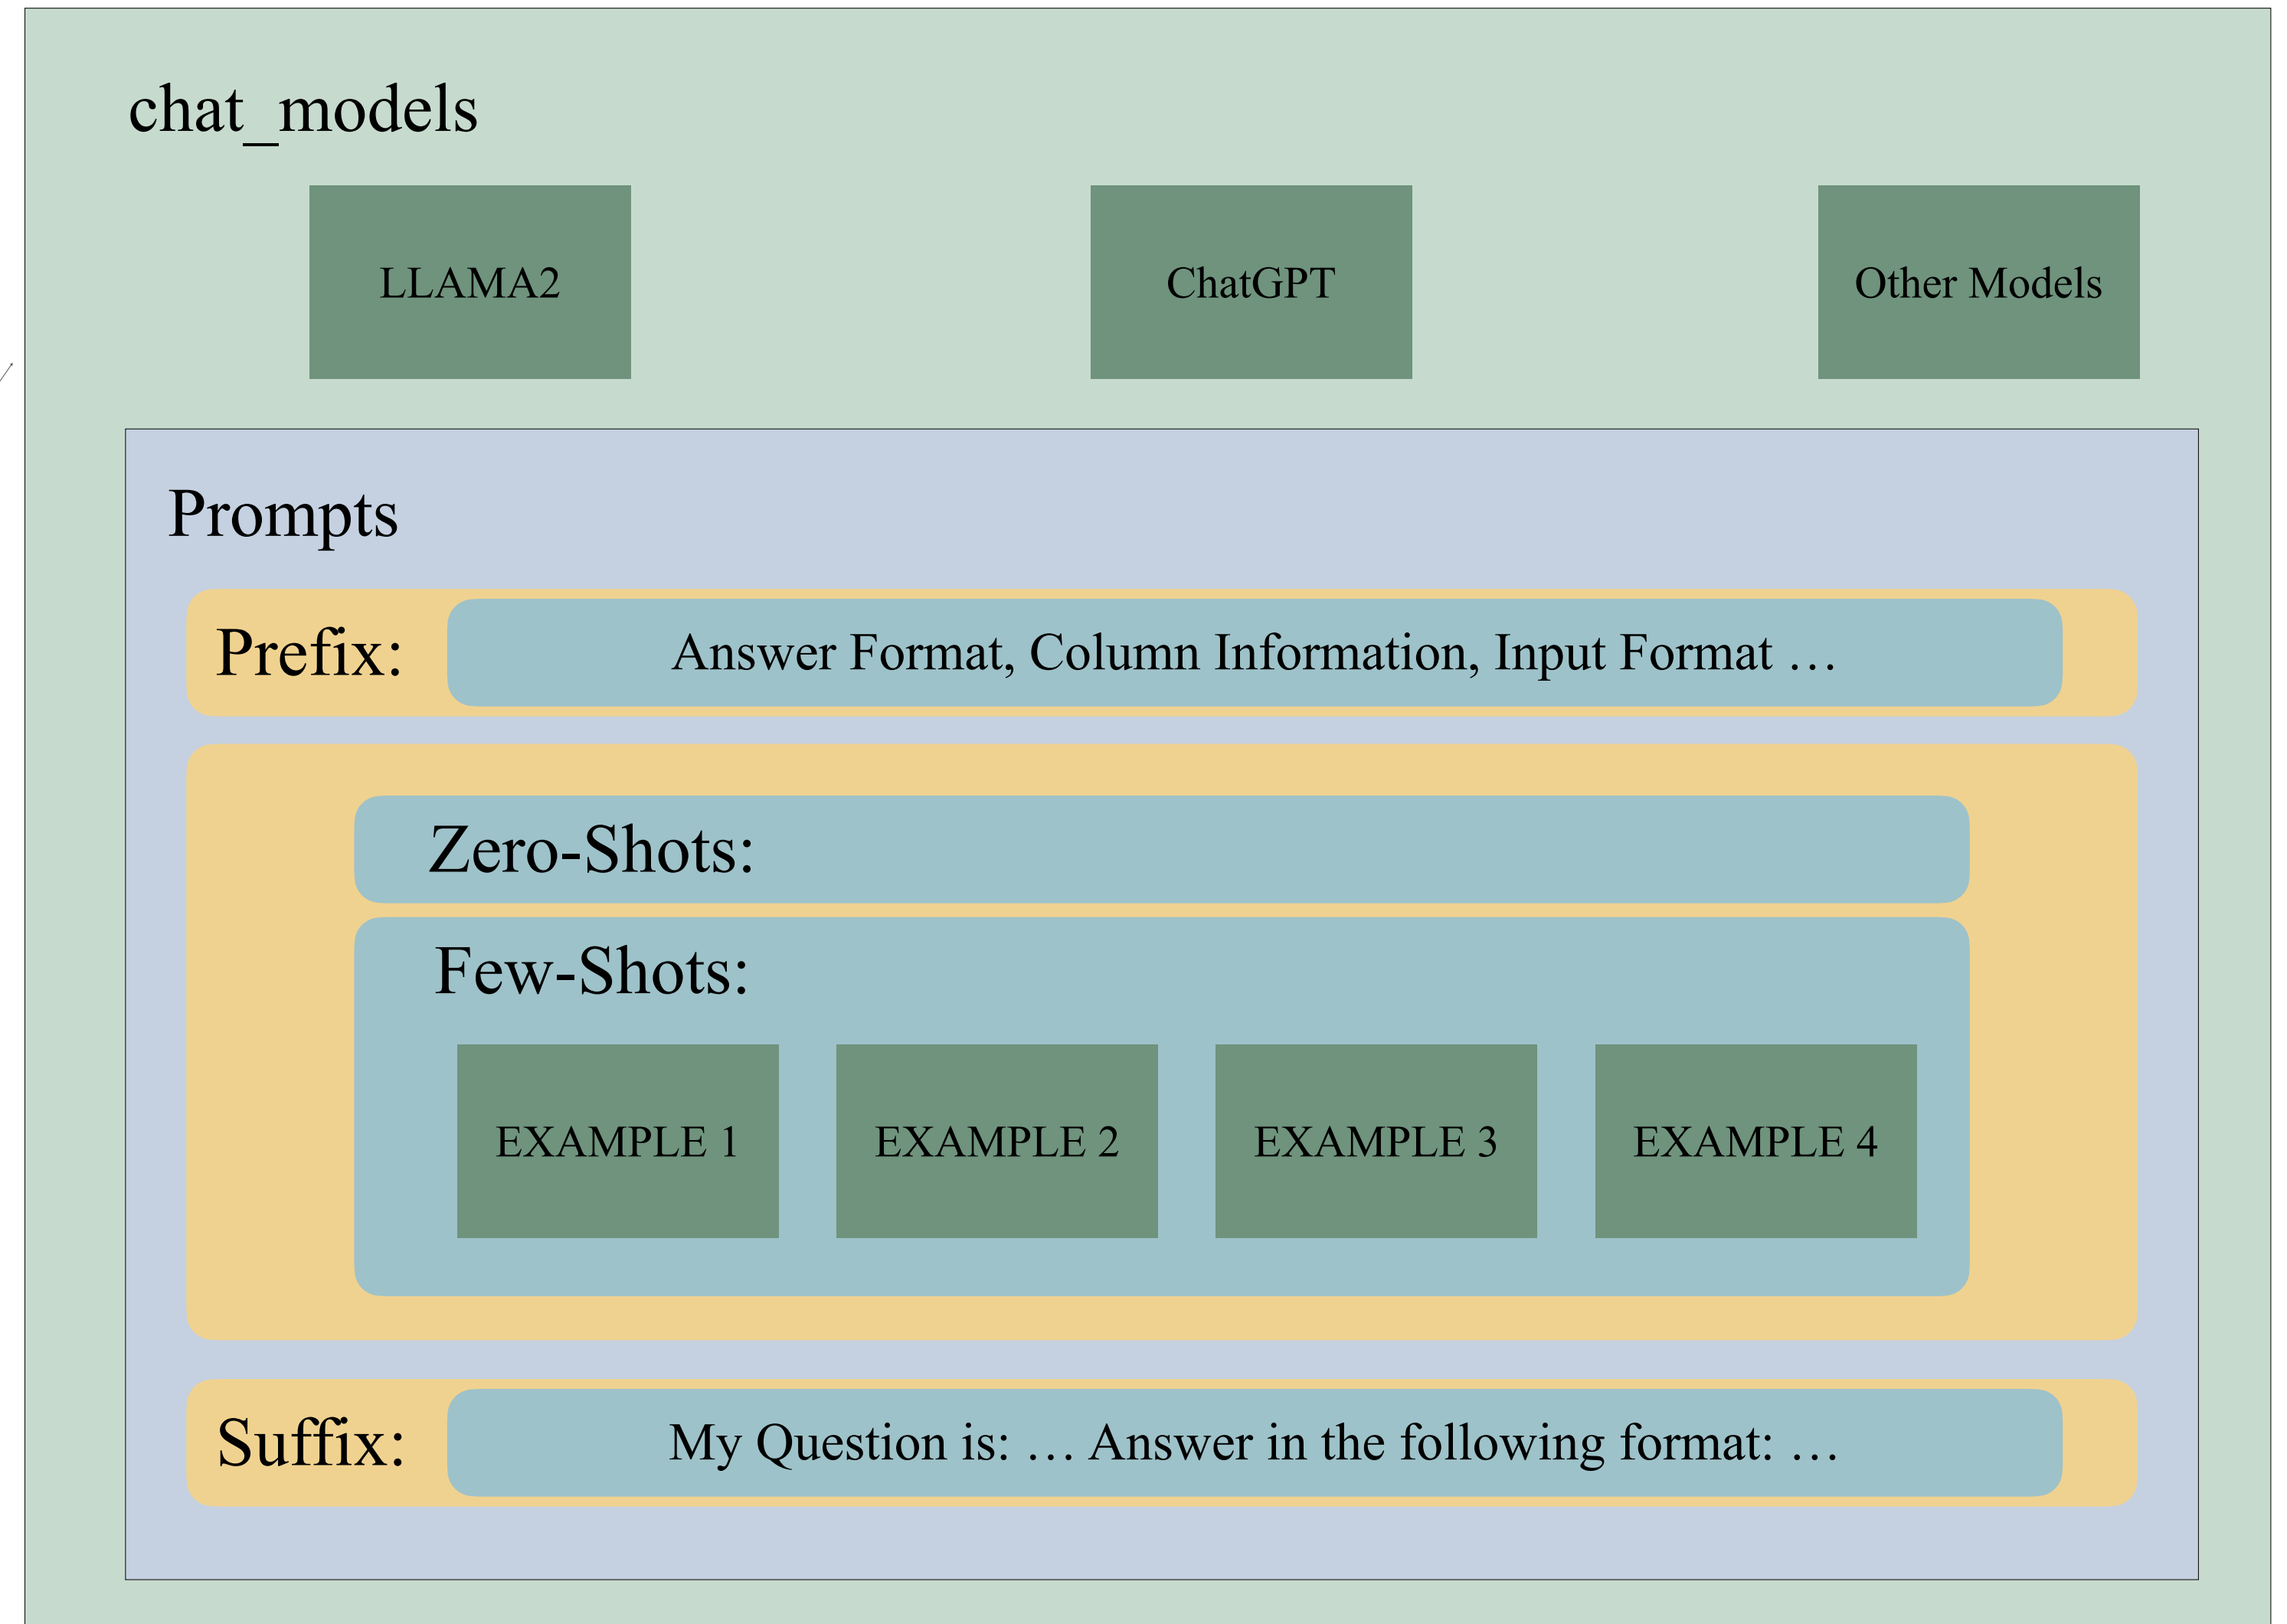 chat_models
LLAMA2
ChatGPT
Other Models
Prompts
Prefix:
Answer Format, Column Information, Input Format …
Zero-Shots:
Few-Shots:
EXAMPLE 1
EXAMPLE 2
EXAMPLE 3
EXAMPLE 4
Suffix:
My Question is: … Answer in the following format: …